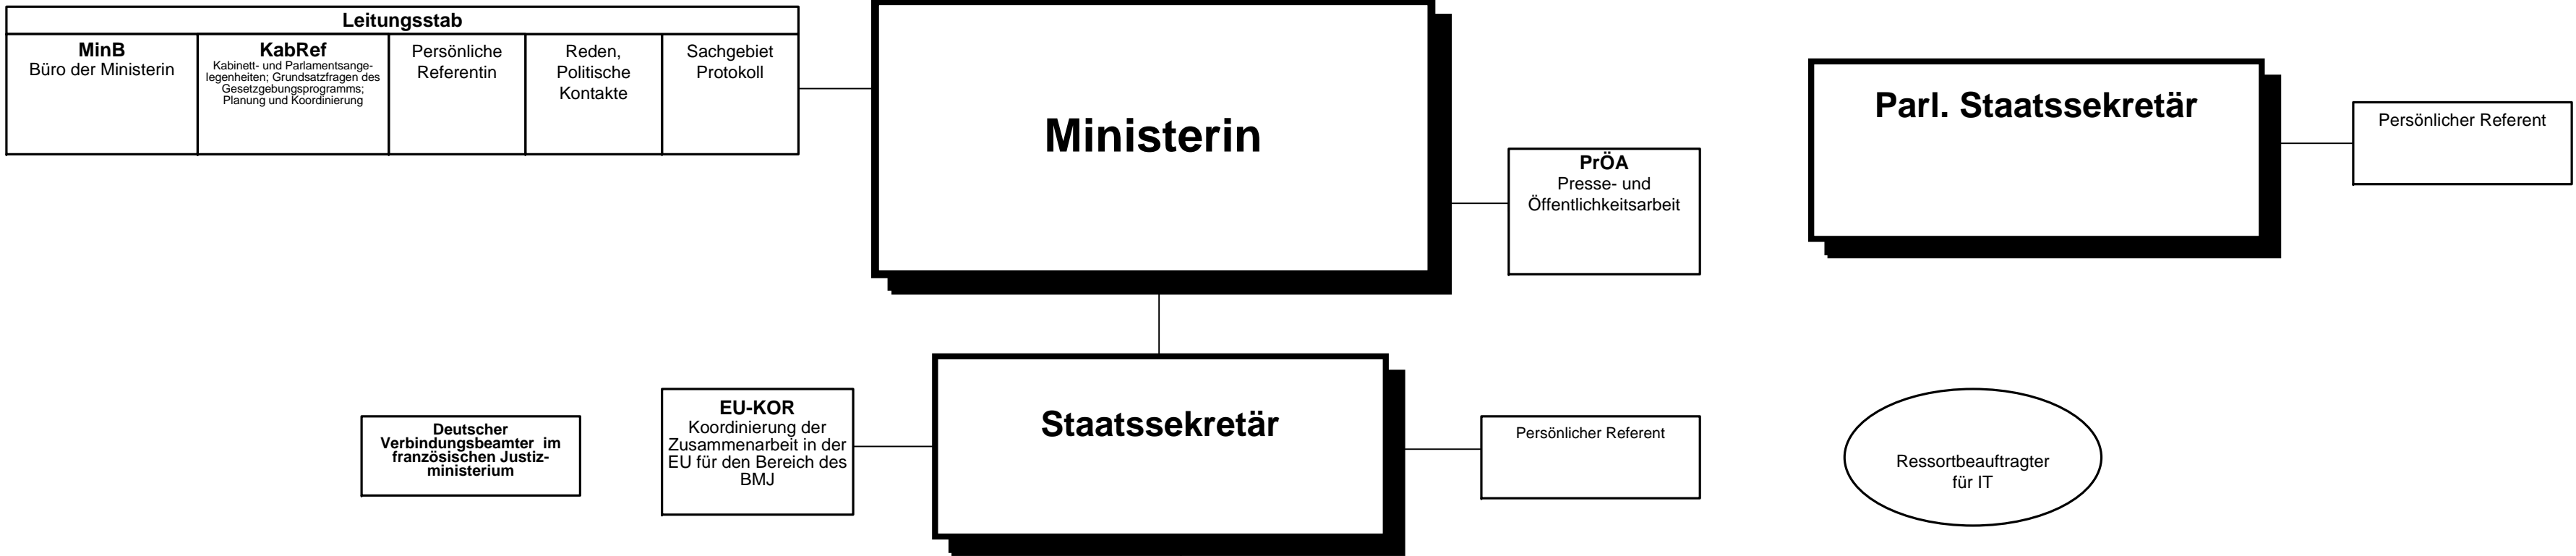 Leitungsstab
MinB
Büro der Ministerin
KabRef
Kabinett- und Parlamentsange-
legenheiten; Grundsatzfragen des
Gesetzgebungsprogramms;
Planung und Koordinierung
Persönliche
Referentin
Reden,
Politische
Kontakte
Sachgebiet
Protokoll
Ministerin
PrÖA
Presse- und
Öffentlichkeitsarbeit
Parl. Staatssekretär
Persönlicher Referent
Deutscher
Verbindungsbeamter im
französischen Justiz-
ministerium
EU-KOR
Koordinierung der
Zusammenarbeit in der
EU für den Bereich des
BMJ
Staatssekretär
Persönlicher Referent
Ressortbeauftragter
für IT